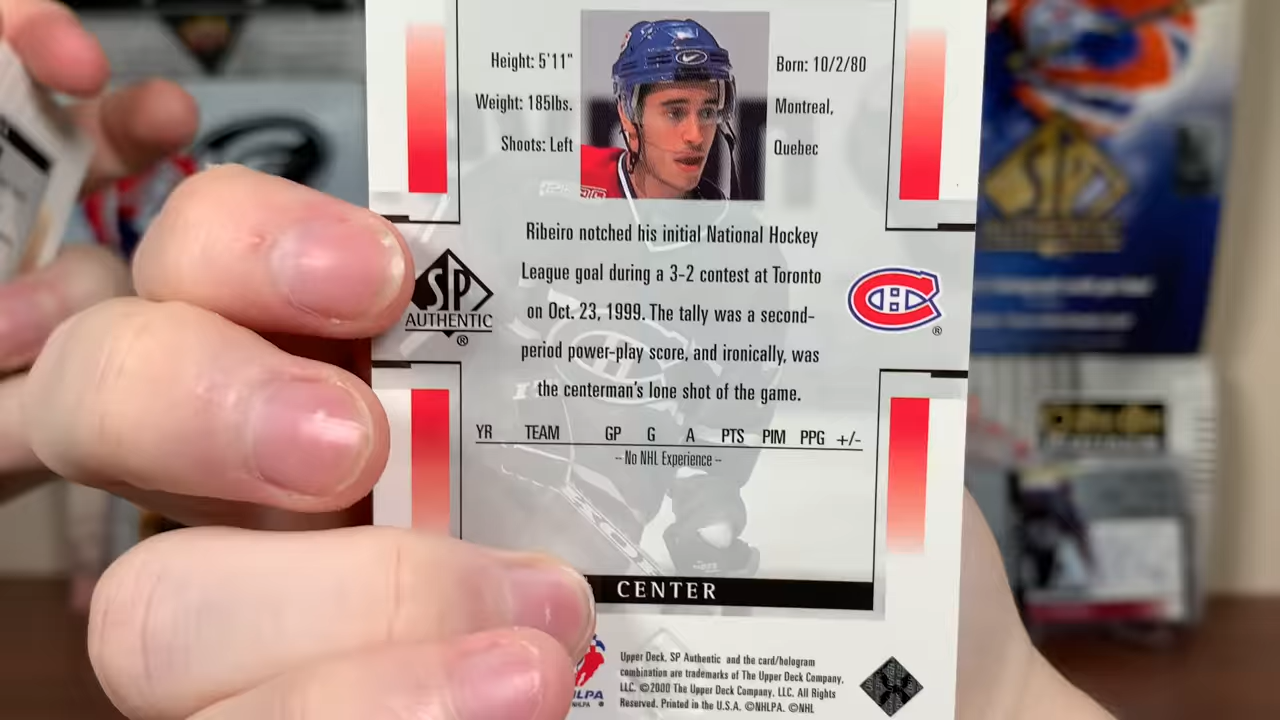 Height: 5'11"
Weight: 185lbs.
Shoots: Left
Born: 10/2/80
Montreal,
Quebec
Ribeiro notched his initial National Hockey
League goal during a 3-2 contest at Toronto
on Oct. 23, 1999. The tally was a second-
period power-play score, and ironically, was
the centerman's lone shot of the game.
SP
AUTHENTIC
®
CH
®
YR TEAM GP G A PTS PIM PPG +/-
-- No NHL Experience --
CENTER
Upper Deck, SP Authentic and the card/hologram
combination are trademarks of The Upper Deck Company,
LLC. ©2000 The Upper Deck Company, LLC. All Rights
Reserved. Printed in the U.S.A. ©NHLPA. ©NHL
SP